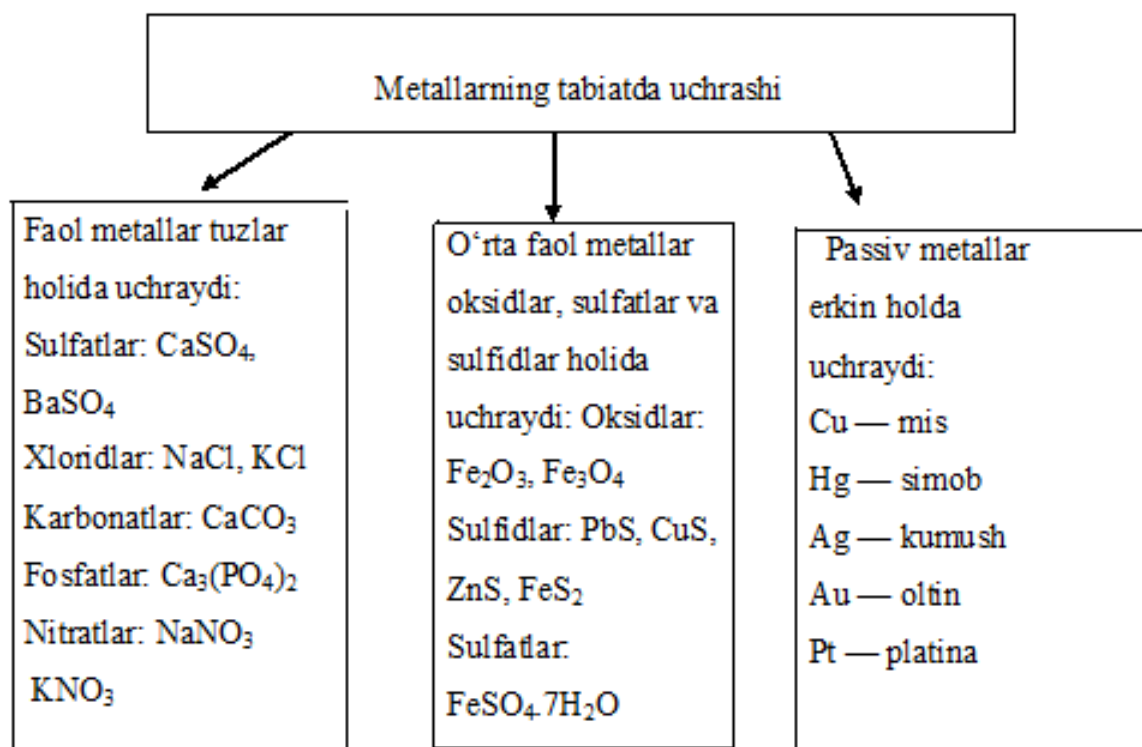 Metallarning tabiatda uchrashi
Faol metallar tuzlar
holida uchraydi:
Sulfatlar: CaSO₄,
BaSO₄
Xloridlar: NaCl, KCl
Karbonatlar: CaCO₃
Fosfatlar: Ca₃(PO₄)₂
Nitratlar: NaNO₃
KNO₃
O‘rta faol metallar
oksidlar, sulfatlar va
sulfidlar holida
uchraydi: Oksidlar:
Fe₂O₃, Fe₃O₄
Sulfidlar: PbS, CuS,
ZnS, FeS₂
Sulfatlar:
FeSO₄.7H₂O
Passiv metallar
erkin holda
uchraydi:
Cu — mis
Hg — simob
Ag — kumush
Au — oltin
Pt — platina